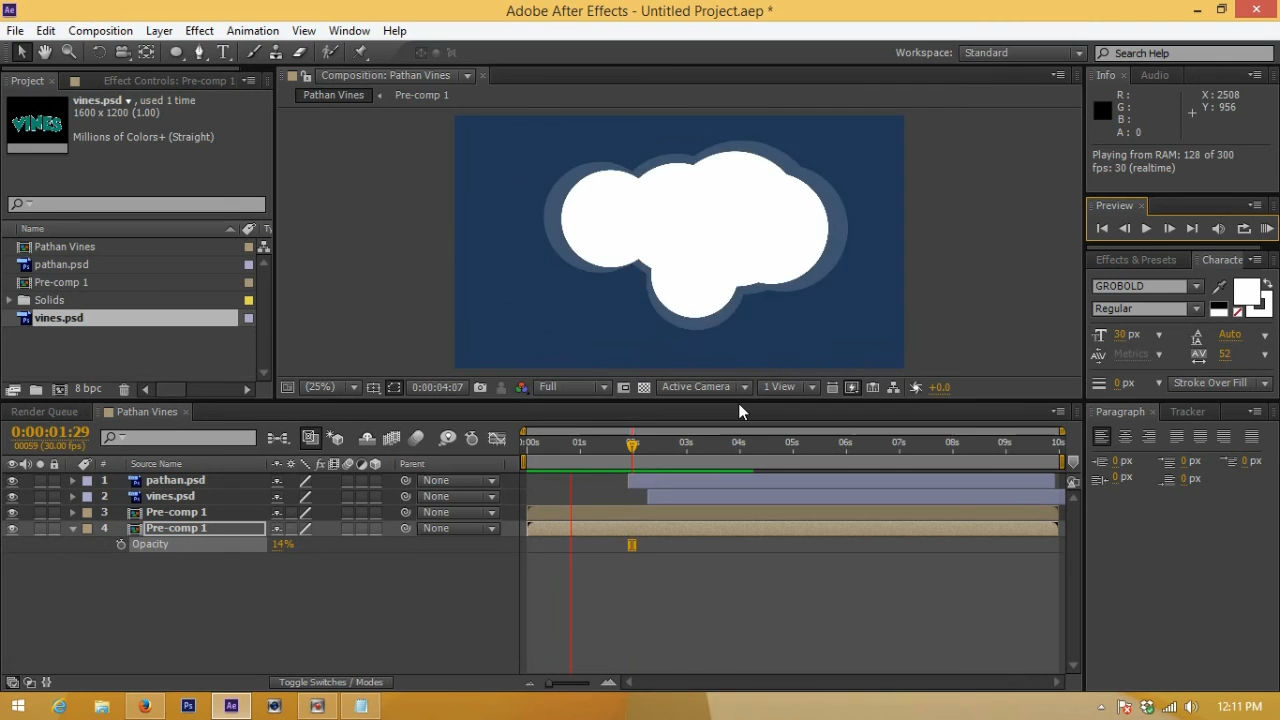 Adobe After Effects - Untitled Project.aep *
File Edit Composition Layer Effect Animation View Window Help
Workspace: Standard Search Help
Project Effect Controls: Pre-comp 1 Composition: Pathan Vines Info Audio
Pathan Vines Pre-comp 1
vines.psd , used 1 time
1600 x 1200 (1.00)
Millions of Colors+ (Straight)
VINES
R : X : 2508
G : Y : 956
B :
A : 0
Playing from RAM: 128 of 300
fps: 30 (realtime)
Preview
Name Ty
Pathan Vines
pathan.psd
Pre-comp 1
Solids
vines.psd
Effects & Presets Characte
GROBOLD
Regular
30 px Auto
Metrics 52
0 px Stroke Over Fill
8 bpc
(25%) 0:00:04:07 Full Active Camera 1 View +0.0
Render Queue Pathan Vines
Paragraph Tracker
0:00:01:29
00059 (30.00 fps)
0:00s 01s 03s 04s 05s 06s 07s 08s 09s 10s
# Source Name Parent
1 pathan.psd None
2 vines.psd None
3 Pre-comp 1 None
4 Pre-comp 1 None
Opacity 14%
0 px 0 px
0 px 0 px
Toggle Switches / Modes
Ps Ae
12:11 PM